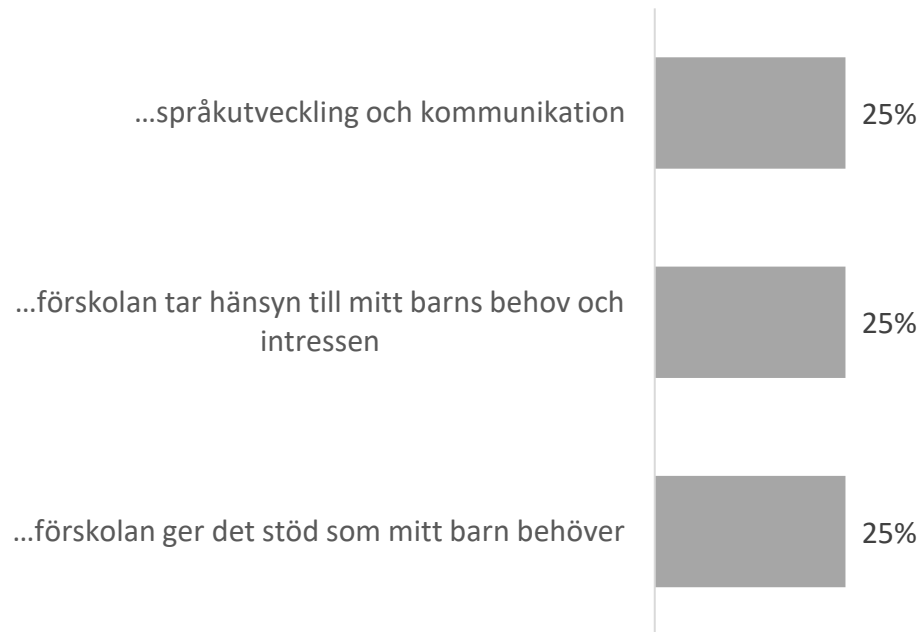 ...språkutveckling och kommunikation
25%
...förskolan tar hänsyn till mitt barns behov och
intressen
25%
...förskolan ger det stöd som mitt barn behöver
25%